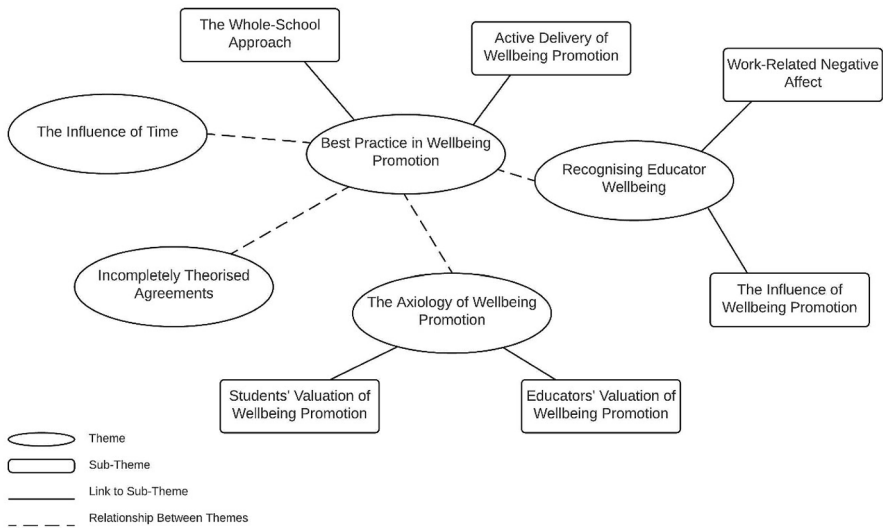 The Whole-School
Approach
Active Delivery of
Wellbeing Promotion
Work-Related Negative
Affect
The Influence of Time
Best Practice in Wellbeing
Promotion
Recognising Educator
Wellbeing
Incompletely Theorised
Agreements
The Axiology of Wellbeing
Promotion
The Influence of
Wellbeing Promotion
Students' Valuation of
Wellbeing Promotion
Educators' Valuation of
Wellbeing Promotion
Theme
Sub-Theme
Link to Sub-Theme
Relationship Between Themes